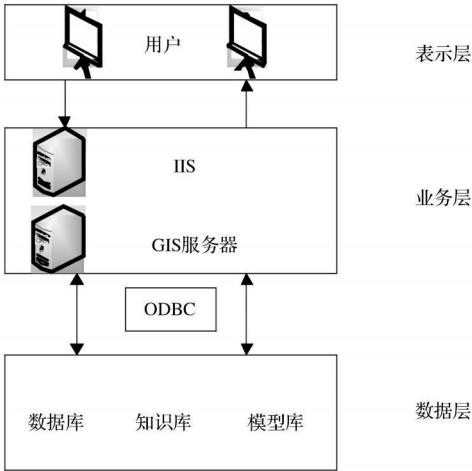 用户
表示层
IIS
业务层
GIS服务器
ODBC
数据库 知识库 模型库
数据层